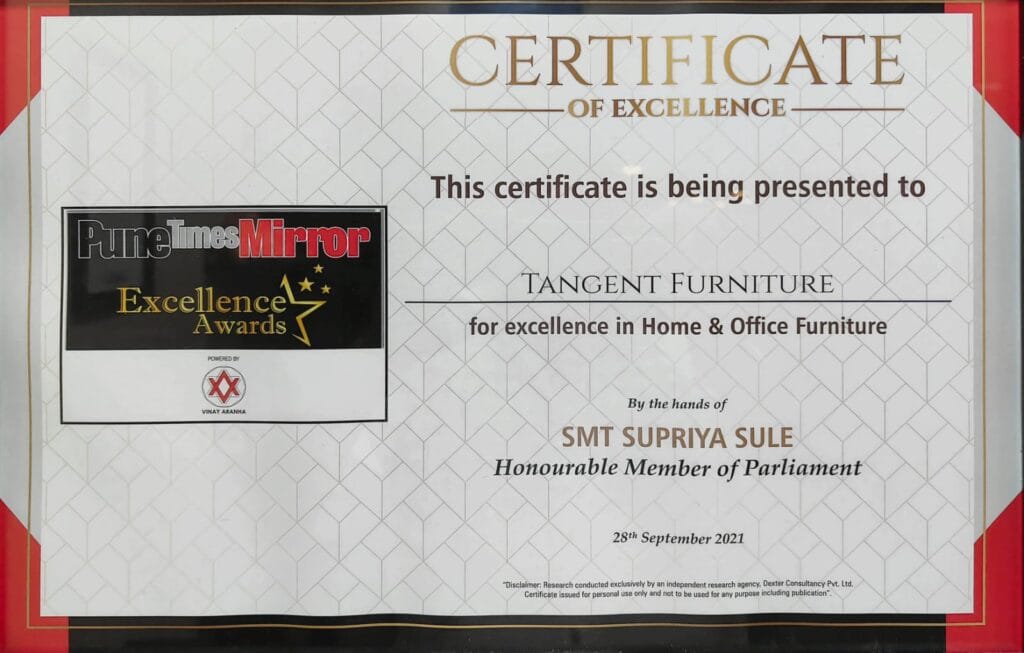 CERTIFICATE
OF EXCELLENCE
This certificate is being presented to
PuneTimesMirror
Excellence
Awards
POWERED BY
VINAY ARANHA
TANGENT FURNITURE
for excellence in Home & Office Furniture
By the hands of
SMT SUPRIYA SULE
Honourable Member of Parliament
28th September 2021
"Disclaimer: Research conducted exclusively by an independent research agency, Dexter Consultancy Pvt. Ltd.
Certificate issued for personal use only and not to be used for any purpose including publication".